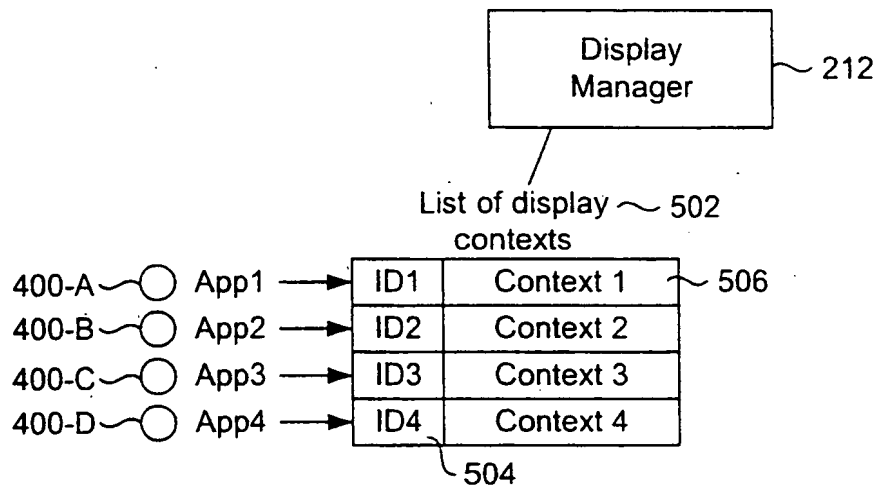 Display
Manager
212
List of display
502
contexts
400-A App1 ID1 Context 1 506
400-B App2 ID2 Context 2
400-C App3 ID3 Context 3
400-D App4 ID4 Context 4
504